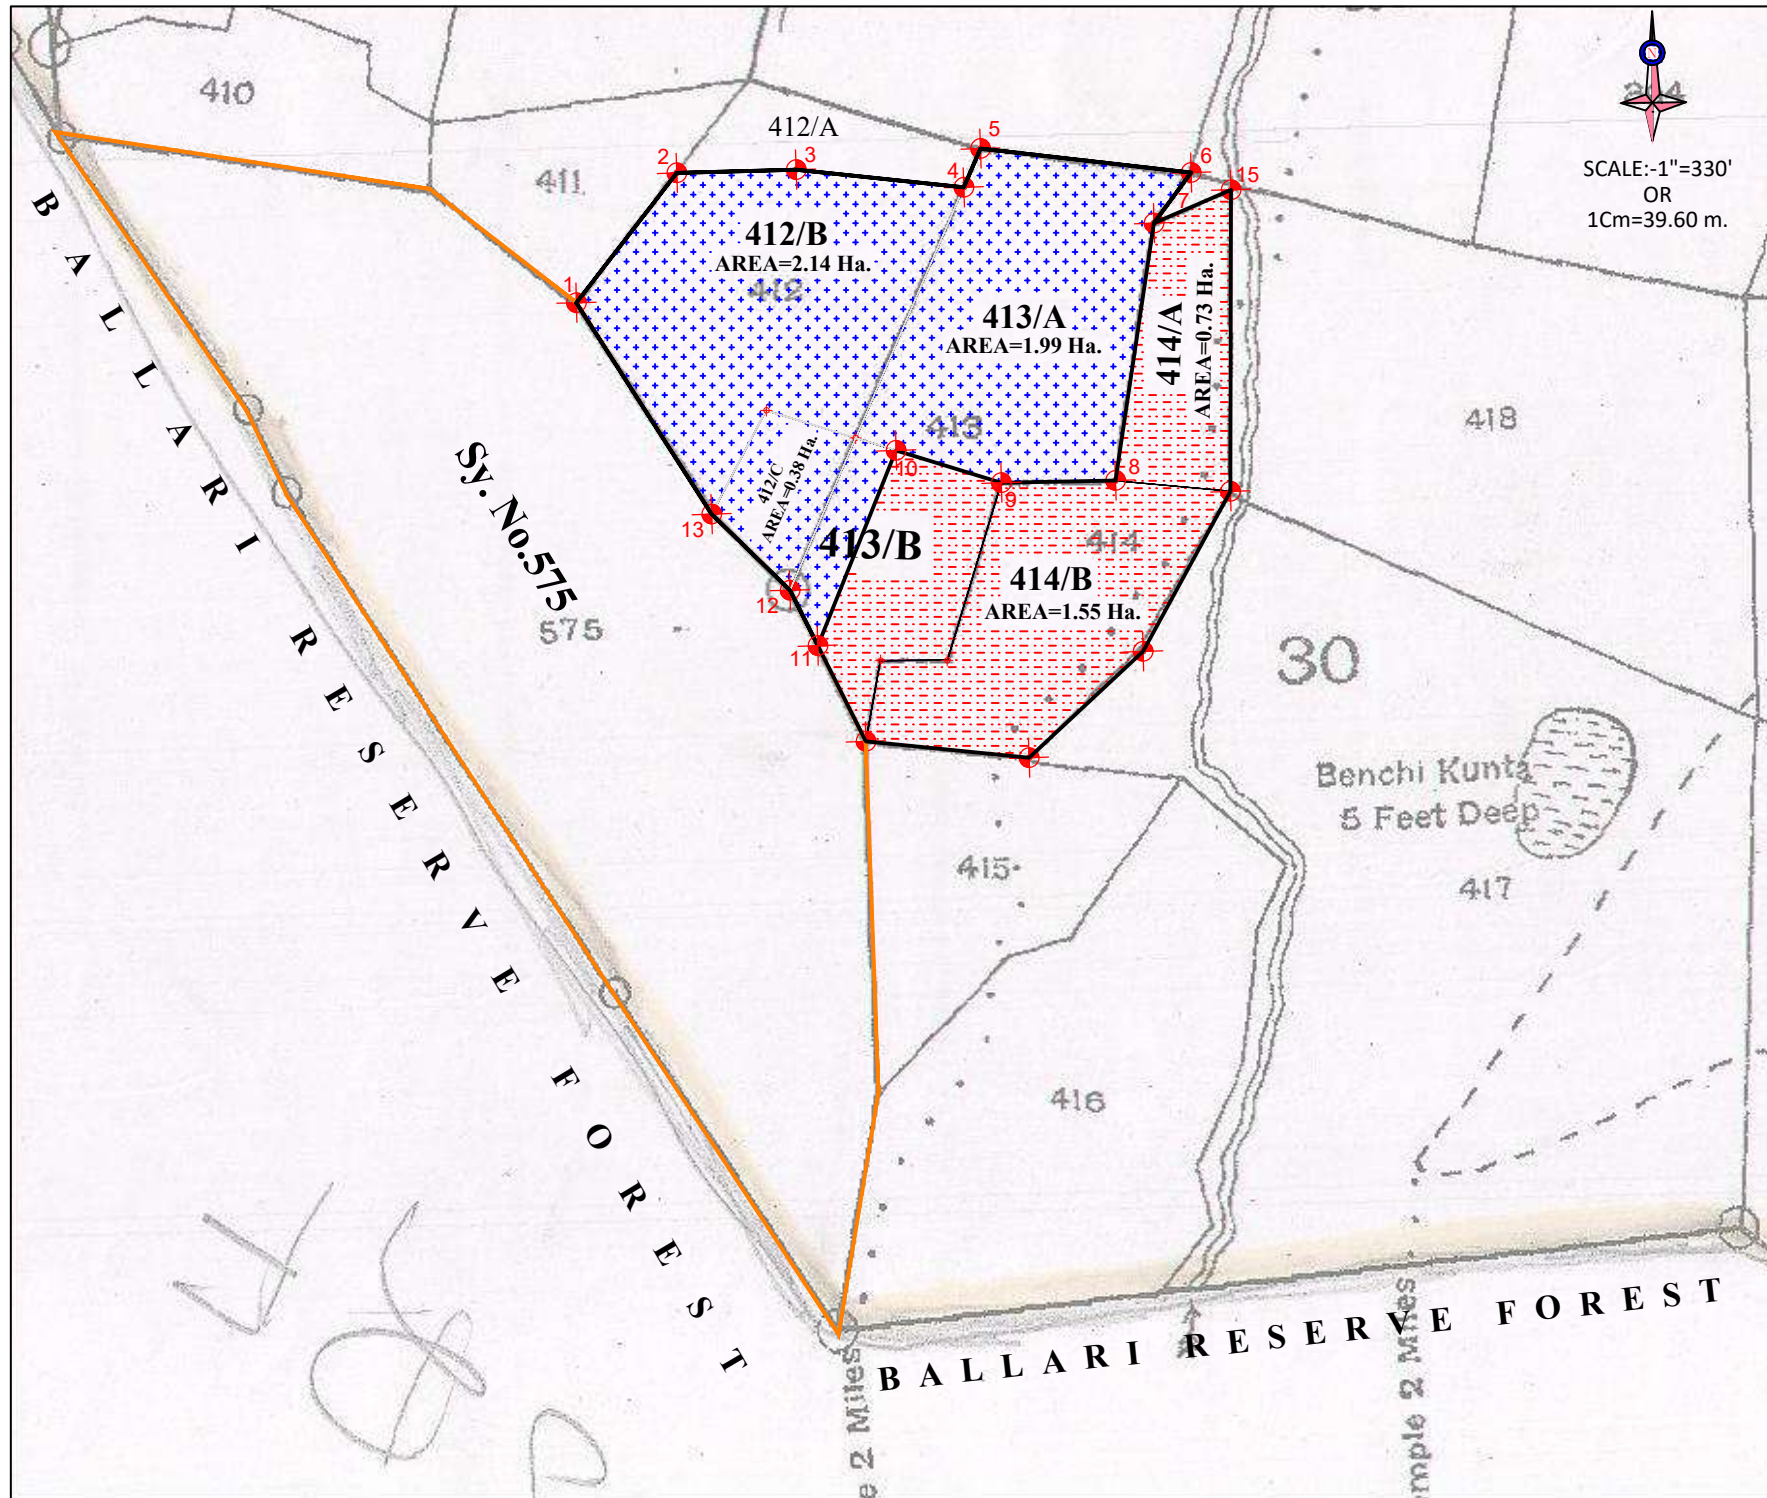 410
412/A
SCALE:-1"=330'
OR
1Cm=39.60 m.
2
3
4
5
6
15
7
411
412/B
AREA=2.14 Ha.
412
1
413/A
AREA=1.99 Ha.
414/A
AREA=0.73 Ha.
413
418
10
9
8
412/C
AREA=0.38 Ha.
13
413/B
414
414/B
AREA=1.55 Ha.
12
11
Sy. No.575
575
30
Benchi Kunta
5 Feet Deep
415
417
416
BALLARI RESERVE FOREST
BALLARI RESERVE FOREST
e 2 Miles
mple 2 Miles